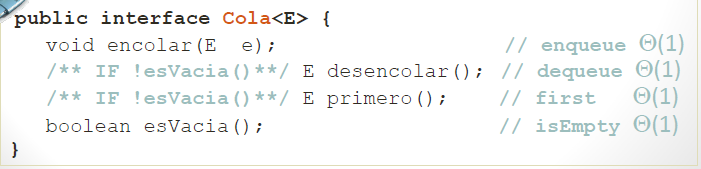 public interface Cola<E> {
void encolar(E e); // enqueue Θ(1)
/** IF !esVacia()**/ E desencolar(); // dequeue Θ(1)
/** IF !esVacia()**/ E primero(); // first Θ(1)
boolean esVacia(); // isEmpty Θ(1)
}